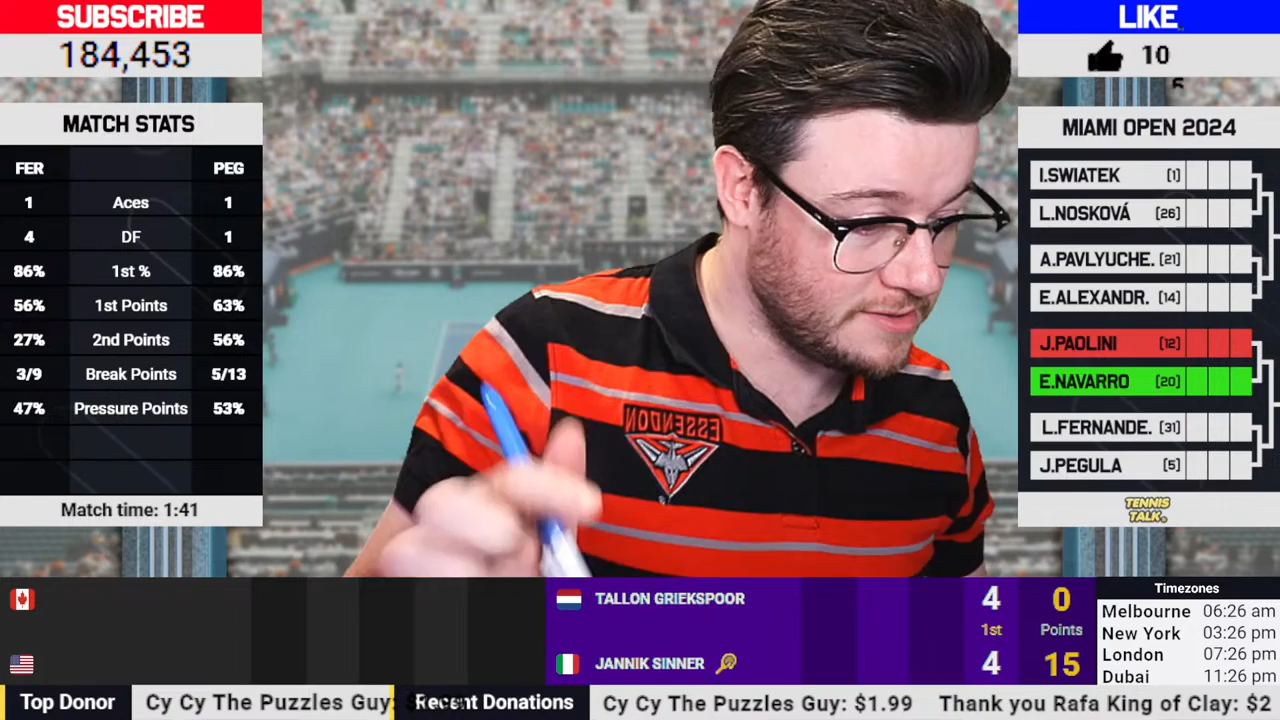 SUBSCRIBE
184,453
MATCH STATS
FER PEG
1 Aces 1
4 DF 1
86% 1st % 86%
56% 1st Points 63%
27% 2nd Points 56%
3/9 Break Points 5/13
47% Pressure Points 53%
Match time: 1:41
ESSENDON
LIKE
10
MIAMI OPEN 2024
I.SWIATEK [1]
L.NOSKOVÁ [26]
A.PAVLYUCHE. [21]
E.ALEXANDR. [14]
J.PAOLINI [12]
E.NAVARRO [20]
L.FERNANDE. [31]
J.PEGULA [5]
TENNIS
TALK
TALLON GRIEKSPOOR 4 0
1st Points
JANNIK SINNER 4 15
Timezones
Melbourne 06:26 am
New York 03:26 pm
London 07:26 pm
Dubai 11:26 pm
Top Donor Cy Cy The Puzzles Guy: Recent Donations Cy Cy The Puzzles Guy: $1.99 Thank you Rafa King of Clay: $2